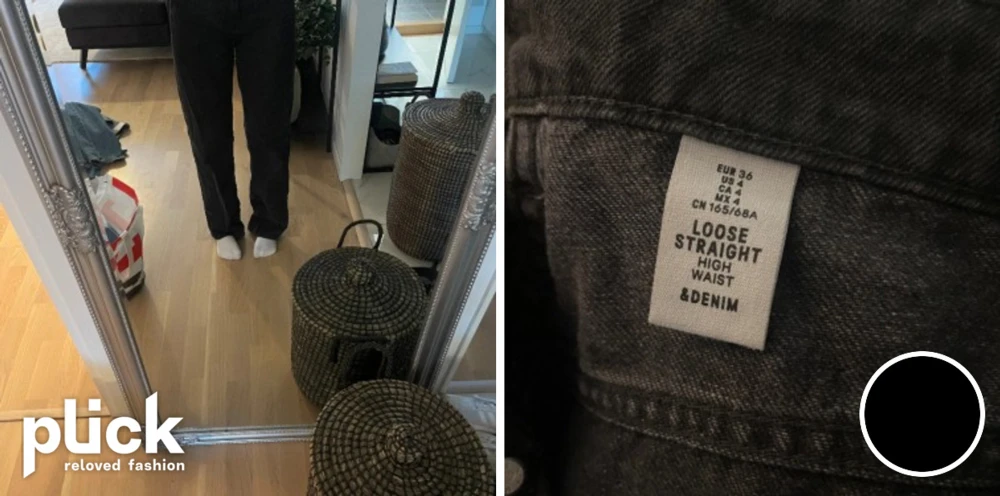 plick
reloved fashion
EUR 36
US 4
CA 4
MX 4
CN 165/68A
LOOSE
STRAIGHT
HIGH
WAIST
&DENIM